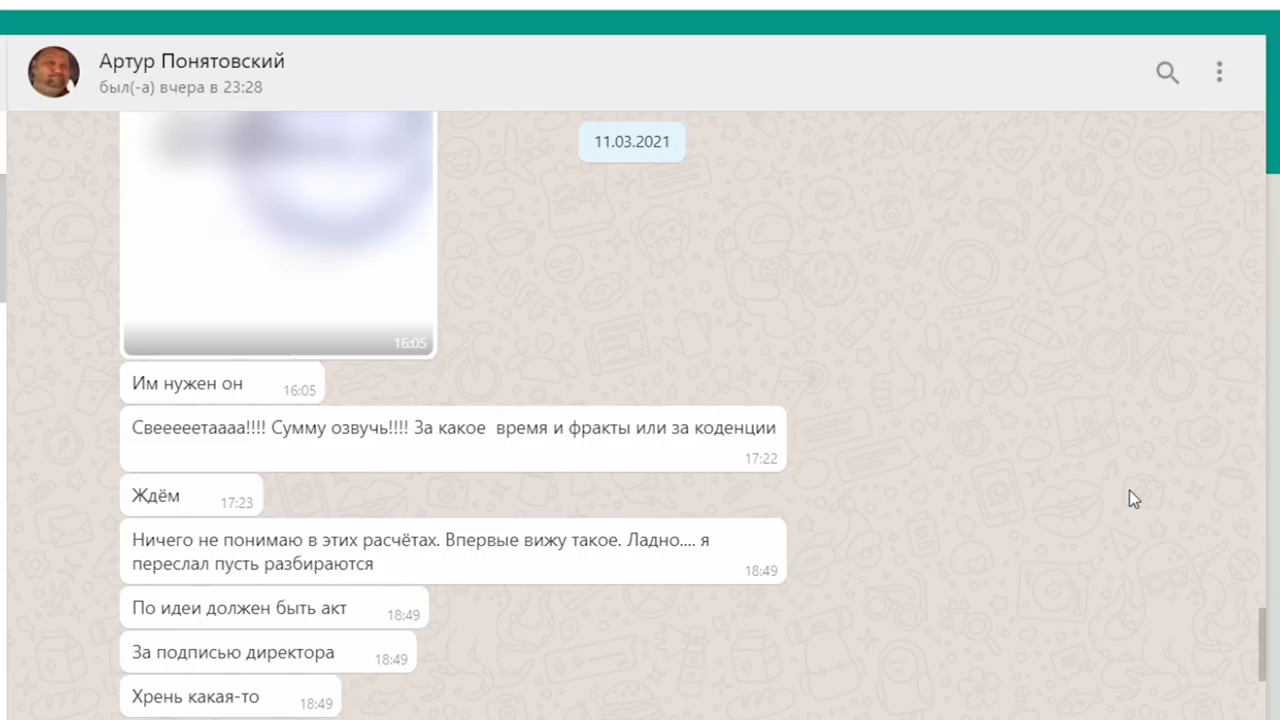 Артур Понятовский
был(-а) вчера в 23:28
11.03.2021
16:05
Им нужен он 16:05
Свеееееетаааа!!!! Сумму озвучь!!!! За какое время и фракты или за коденции
17:22
Ждём 17:23
Ничего не понимаю в этих расчётах. Впервые вижу такое. Ладно.... я
переслал пусть разбираются
18:49
По идеи должен быть акт 18:49
За подписью директора 18:49
Хрень какая-то 18:49